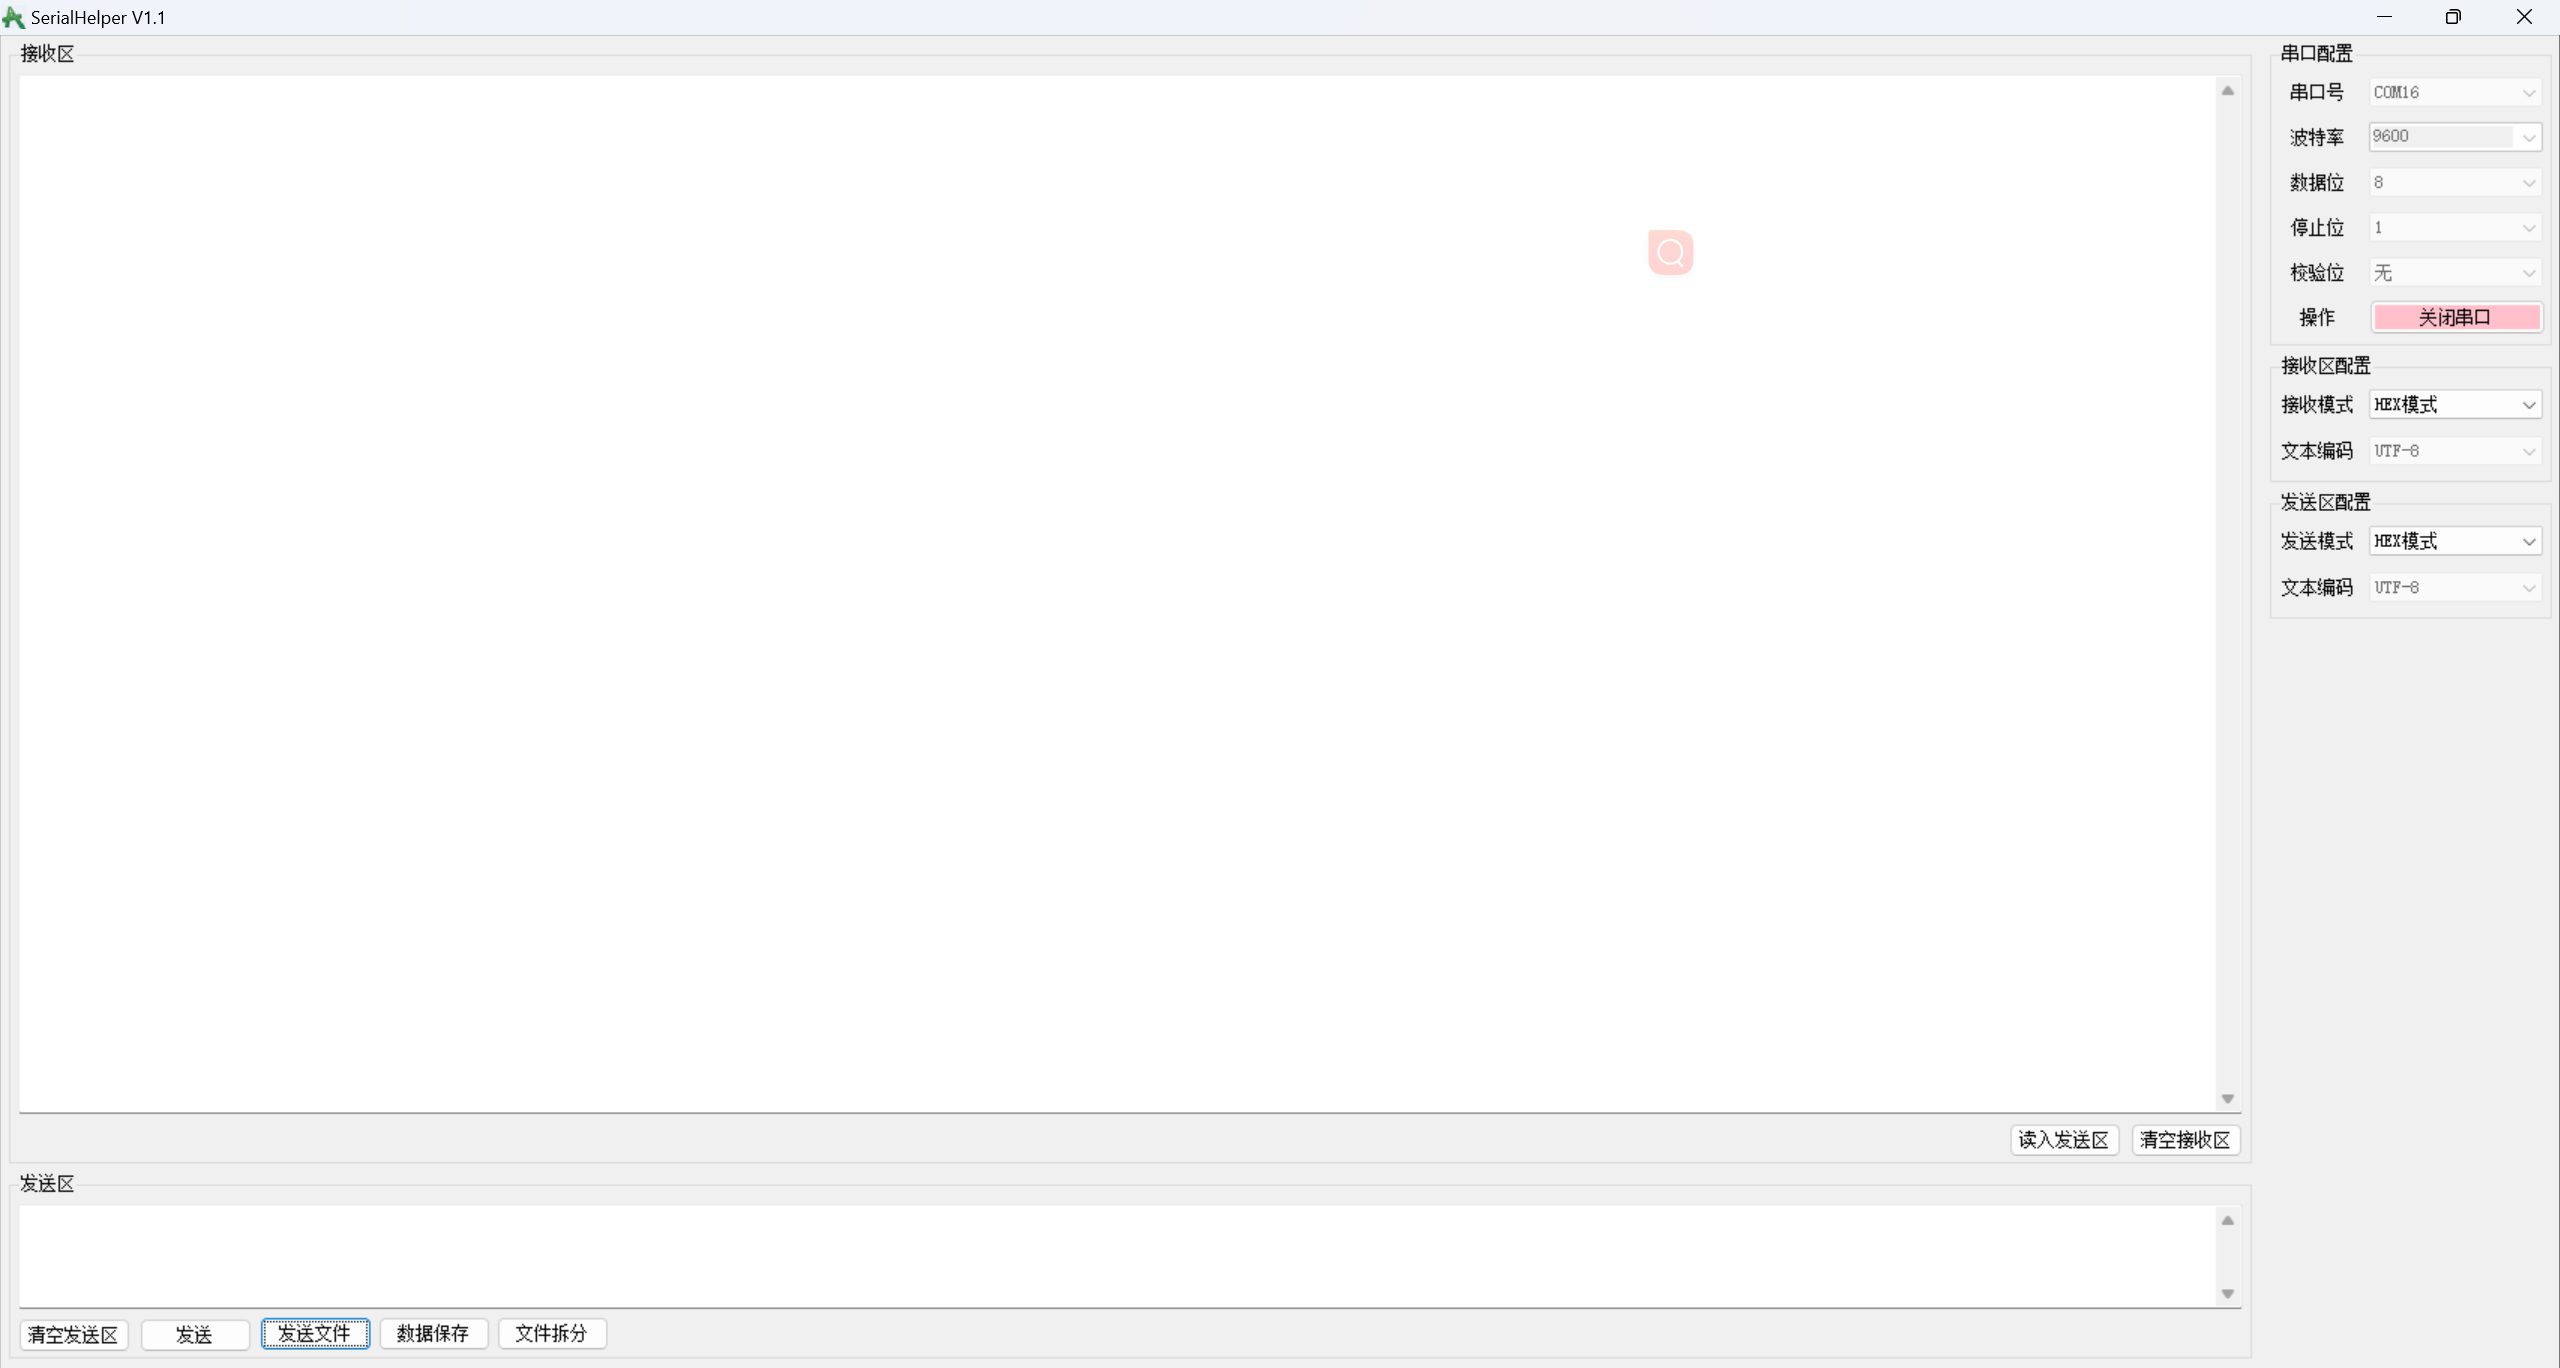 SerialHelper V1.1
接收区
读入发送区 清空接收区
发送区
清空发送区 发送 发送文件 数据保存 文件拆分
串口配置
串口号 COM16
波特率 9600
数据位 8
停止位 1
校验位 无
操作 关闭串口
接收区配置
接收模式 HEX模式
文本编码 UTF-8
发送区配置
发送模式 HEX模式
文本编码 UTF-8